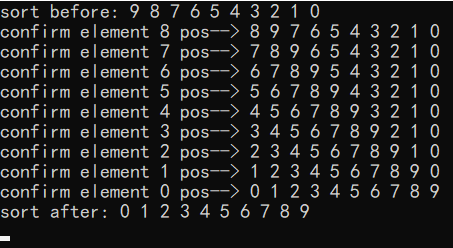 sort before: 9 8 7 6 5 4 3 2 1 0
confirm element 8 pos--> 8 9 7 6 5 4 3 2 1 0
confirm element 7 pos--> 7 8 9 6 5 4 3 2 1 0
confirm element 6 pos--> 6 7 8 9 5 4 3 2 1 0
confirm element 5 pos--> 5 6 7 8 9 4 3 2 1 0
confirm element 4 pos--> 4 5 6 7 8 9 3 2 1 0
confirm element 3 pos--> 3 4 5 6 7 8 9 2 1 0
confirm element 2 pos--> 2 3 4 5 6 7 8 9 1 0
confirm element 1 pos--> 1 2 3 4 5 6 7 8 9 0
confirm element 0 pos--> 0 1 2 3 4 5 6 7 8 9
sort after: 0 1 2 3 4 5 6 7 8 9